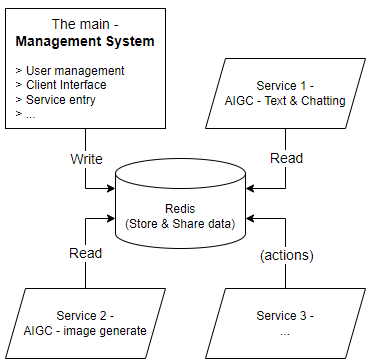 The main -
Management System
> User management
> Client Interface
> Service entry
> ...
Service 1 -
AIGC - Text & Chatting
Write
Read
Redis
(Store & Share data)
Read
(actions)
Service 2 -
AIGC - image generate
Service 3 -
...